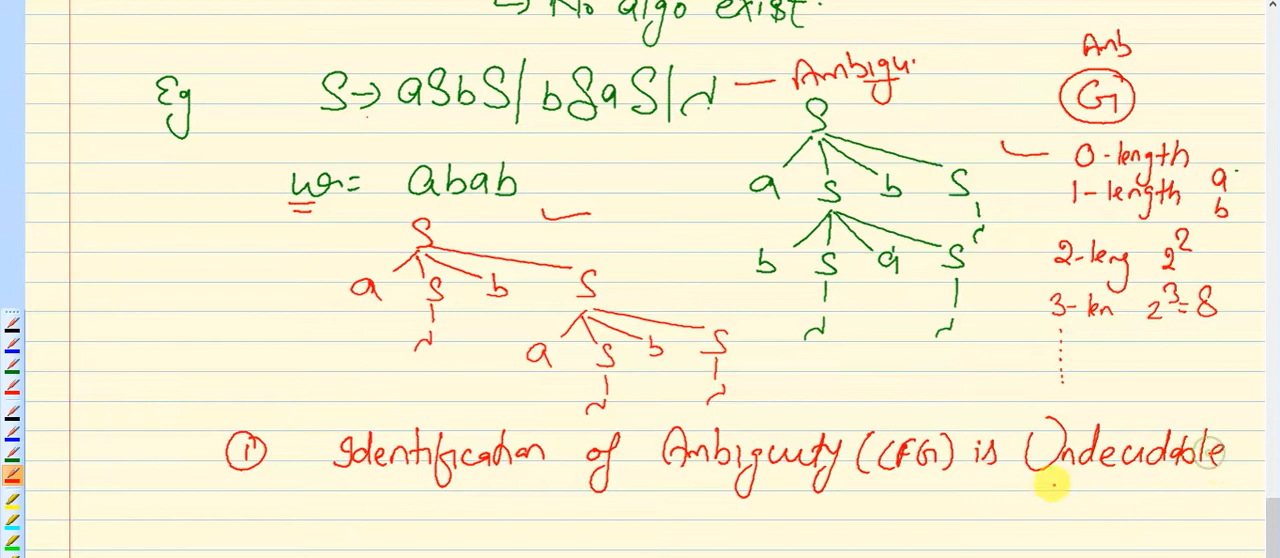 → No algo exist.
Eg S → aSbS | bSaS | λ — Ambigu.
Amb
G
w = abab
0-length
1-length a
b
2-leng 2²
3-len 2³=8
S
a S b S
λ
b S a S
λ λ
S
a S b S
λ
a S b S
λ λ
① Identification of Ambiguity (CFG) is Undecidable